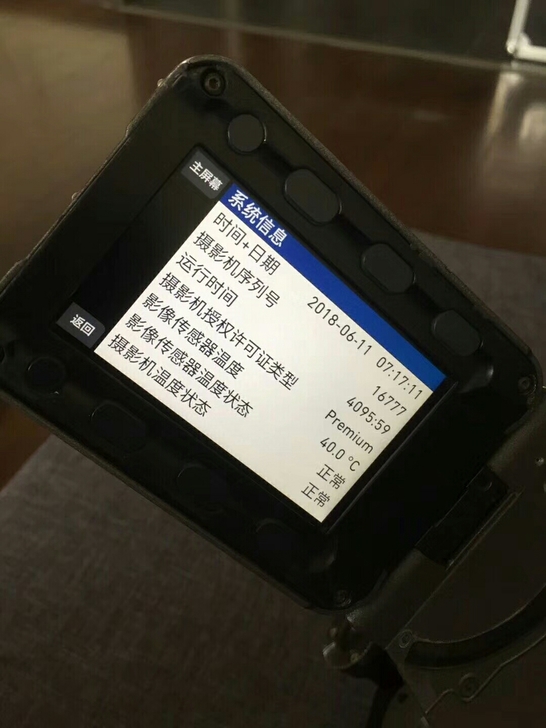 主屏幕
系统信息
时间+日期 2018-06-11 07:17:11
摄影机序列号 16777
运行时间 4095:59
摄影机授权许可证类型 Premium
影像传感器温度 40.0 °C
影像传感器温度状态 正常
摄影机温度状态 正常
返回